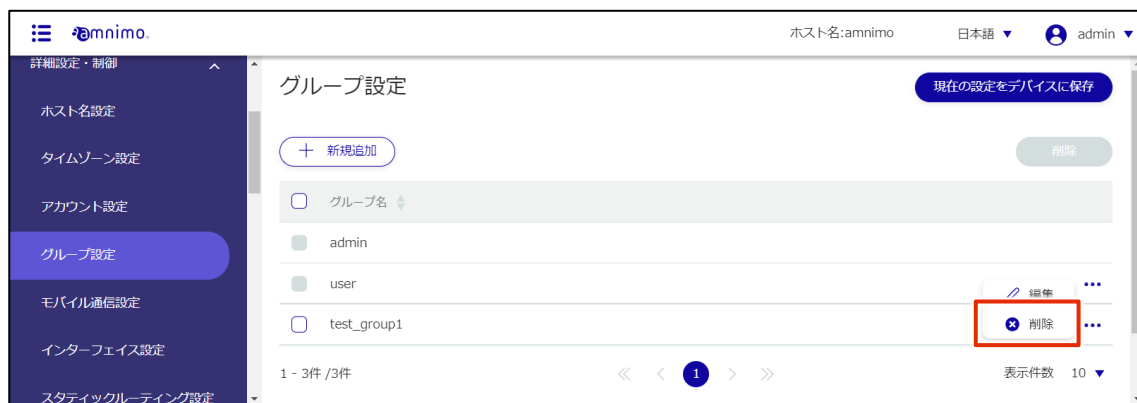 amnimo.
ホスト名:amnimo 日本語 ▼ admin ▼
詳細設定・制御
ホスト名設定
タイムゾーン設定
アカウント設定
グループ設定
モバイル通信設定
インターフェイス設定
スタティックルーティング設定
グループ設定
現在の設定をデバイスに保存
新規追加
削除
グループ名
admin
user
編集
test_group1
削除
1 - 3件 /3件
1
表示件数 10 ▼